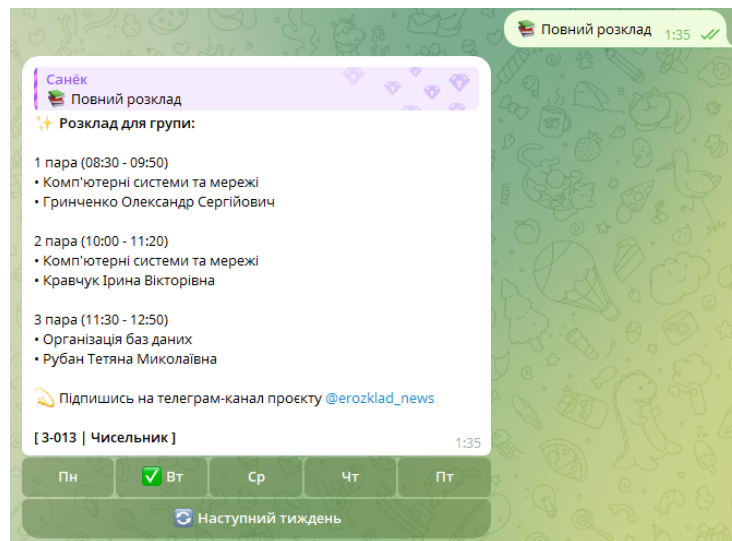 📚 Повний розклад 1:35
Санёк
📚 Повний розклад
✨ Розклад для групи:
1 пара (08:30 - 09:50)
• Комп'ютерні системи та мережі
• Гринченко Олександр Сергійович
2 пара (10:00 - 11:20)
• Комп'ютерні системи та мережі
• Кравчук Ірина Вікторівна
3 пара (11:30 - 12:50)
• Організація баз даних
• Рубан Тетяна Миколаївна
💫 Підпишись на телеграм-канал проєкту @erozklad_news
[ 3-013 | Чисельник ]
1:35
Пн ✅ Вт Ср Чт Пт
🔄 Наступний тиждень